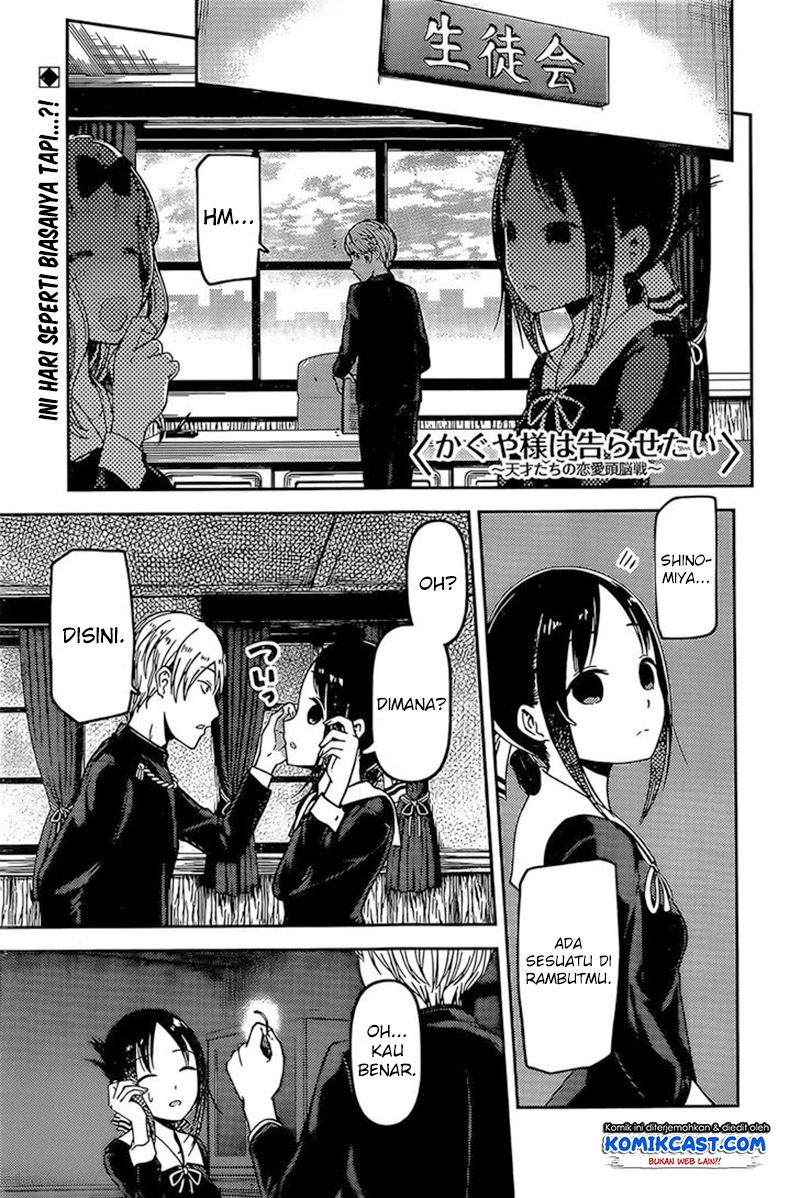 生徒会
INI HARI SEPERTI BIASANYA TAPI...?!
HM...
かぐや様は告らせたい
～天才たちの恋愛頭脳戦～
SHINO-
MIYA...
ADA
SESUATU DI
RAMBUTMU.
OH?
DIMANA?
ついっ
DISINI.
OH...
KAU
BENAR.
Komik ini diterjemahkan & diedit oleh
KOMIKCAST.COM
BUKAN WEB LAIN!!